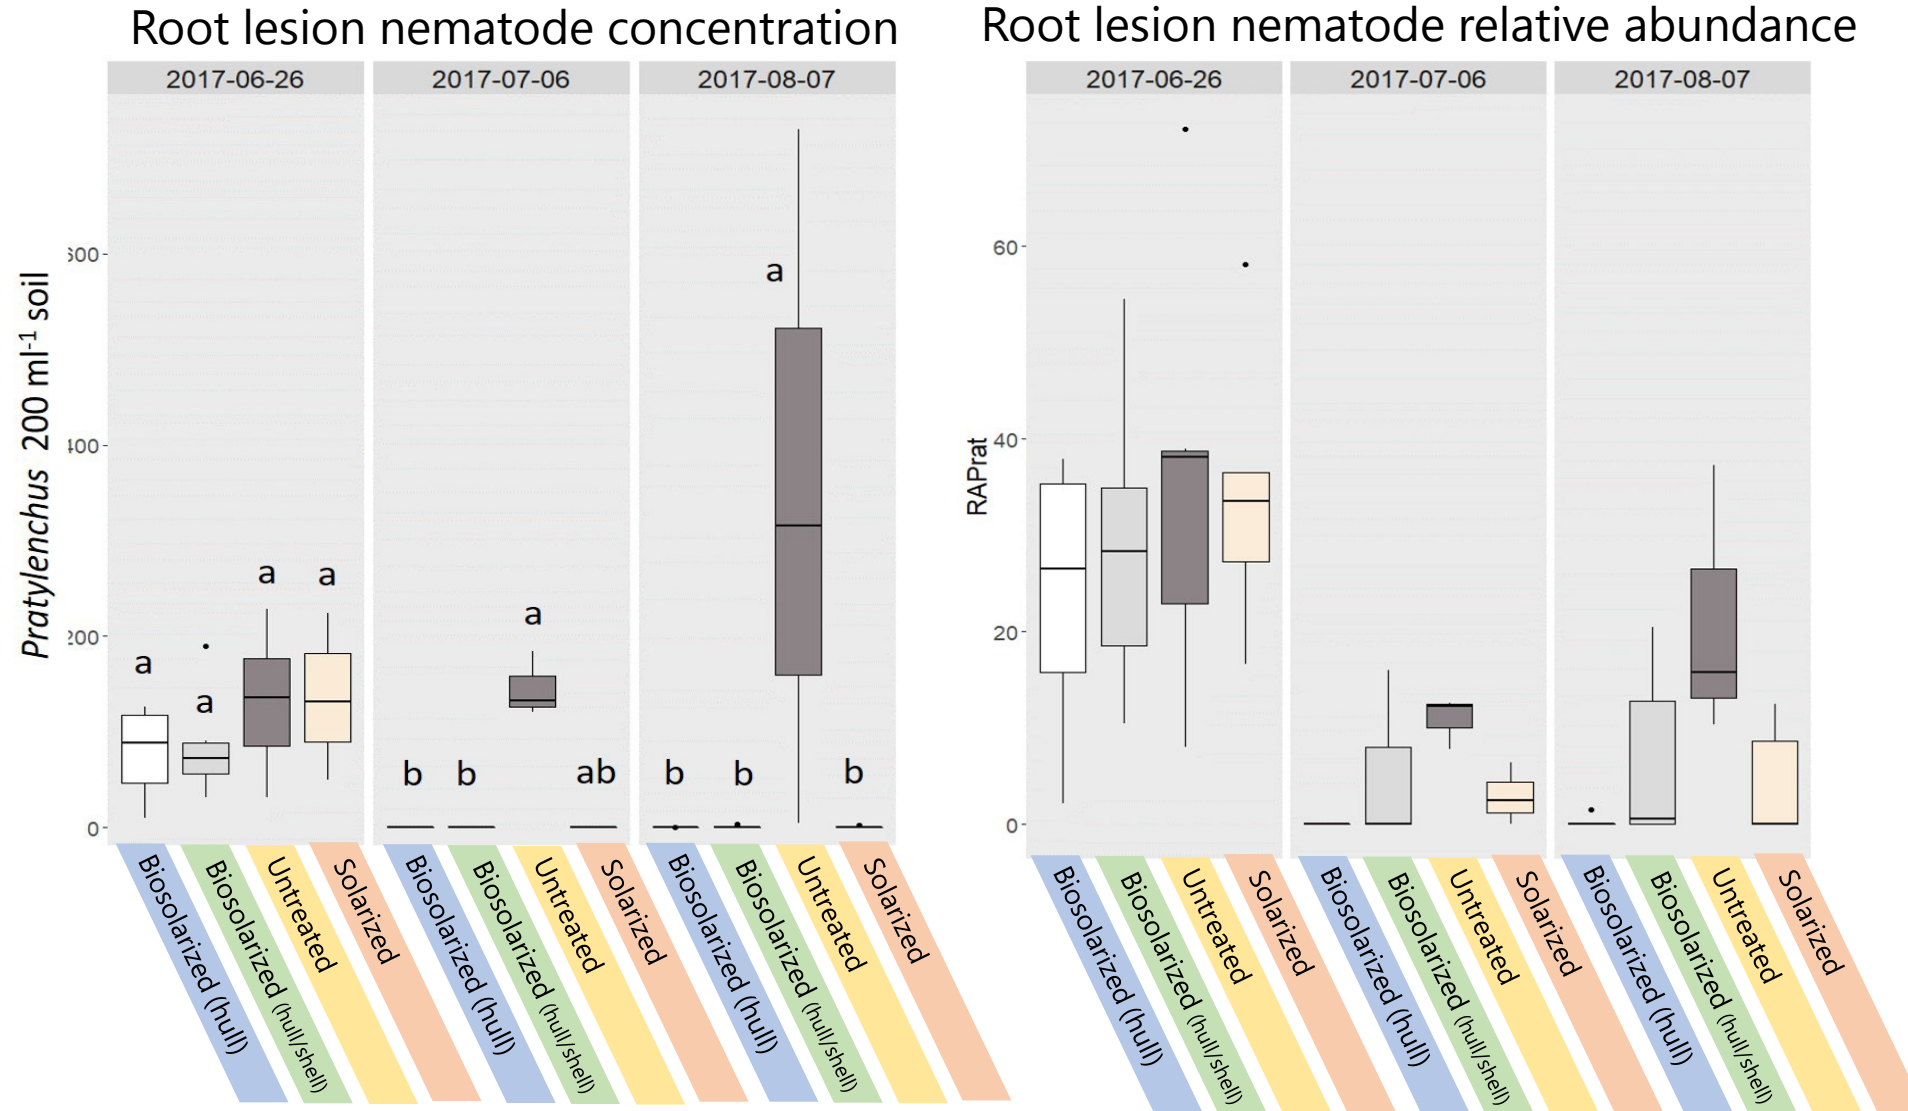 Root lesion nematode concentration
2017-06-26
2017-07-06
2017-08-07
Pratylenchus 200 ml-1 soil
200
0
a
a
a
a
b
b
a
ab
b
b
a
b
Biosolarized (hull)
Biosolarized (hull/shell)
Untreated
Solarized
Biosolarized (hull)
Biosolarized (hull/shell)
Untreated
Solarized
Biosolarized (hull)
Biosolarized (hull/shell)
Untreated
Solarized
Root lesion nematode relative abundance
2017-06-26
2017-07-06
2017-08-07
RAPrat
60
40
20
0
Biosolarized (hull)
Biosolarized (hull/shell)
Untreated
Solarized
Biosolarized (hull)
Biosolarized (hull/shell)
Untreated
Solarized
Biosolarized (hull)
Biosolarized (hull/shell)
Untreated
Solarized